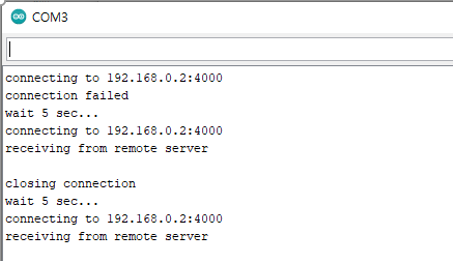 COM3
connecting to 192.168.0.2:4000
connection failed
wait 5 sec...
connecting to 192.168.0.2:4000
receiving from remote server
closing connection
wait 5 sec...
connecting to 192.168.0.2:4000
receiving from remote server